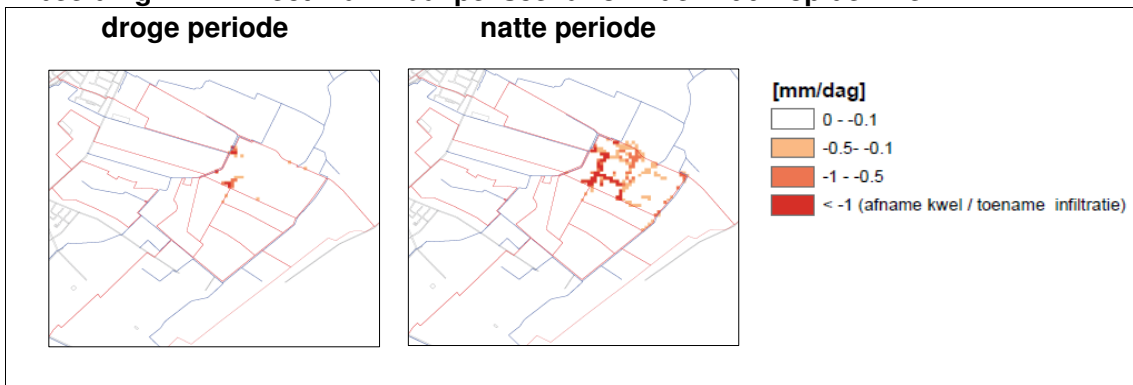 droge periode
natte periode
[mm/dag]
0 - -0.1
-0.5- -0.1
-1 - -0.5
< -1 (afname kwel / toename infiltratie)